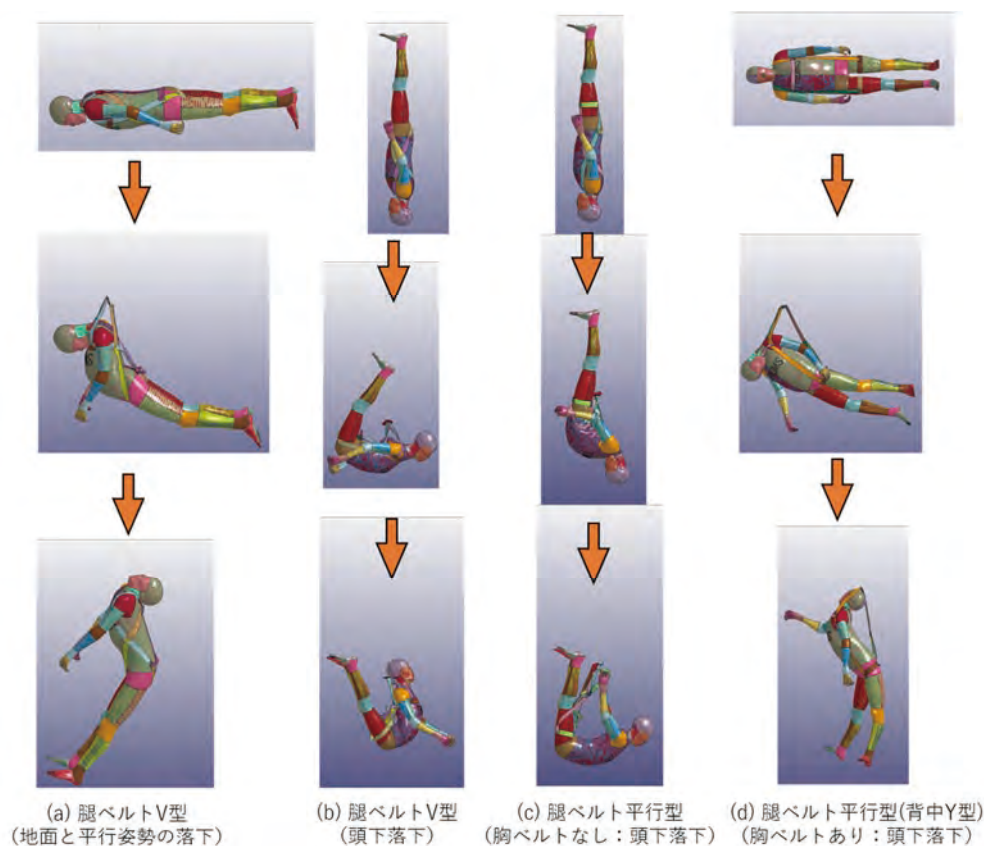 (a) 腿ベルトV型
(地面と平行姿勢の落下)
(b) 腿ベルトV型
(頭下落下)
(c) 腿ベルト平行型
(胸ベルトなし：頭下落下)
(d) 腿ベルト平行型(背中Y型)
(胸ベルトあり：頭下落下)